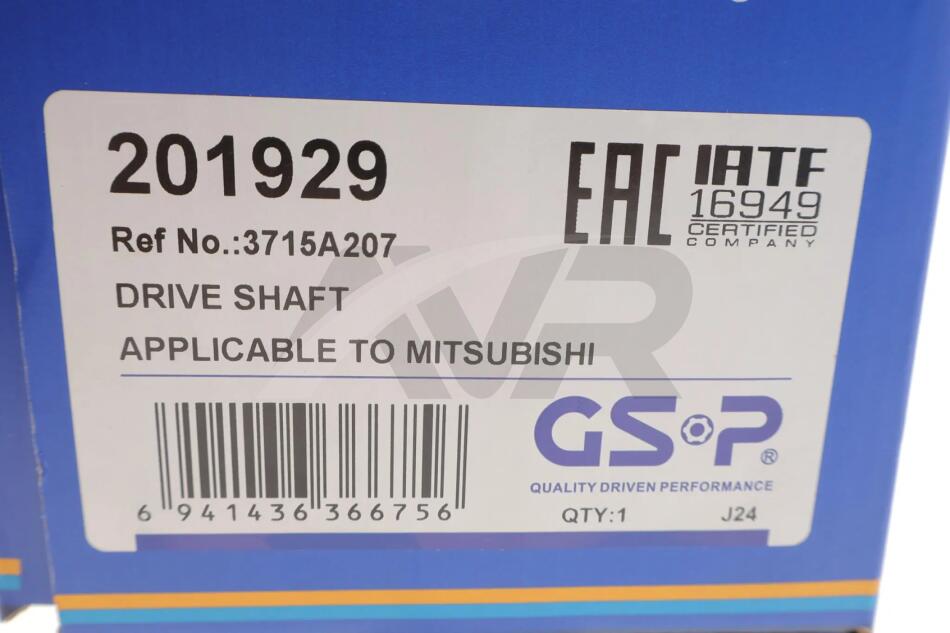 201929
Ref No.:3715A207
DRIVE SHAFT
APPLICABLE TO MITSUBISHI
EAC
IATF
16949
CERTIFIED
COMPANY
AVR
GSP®
QUALITY DRIVEN PERFORMANCE
6 941436 366756
QTY:1 J24